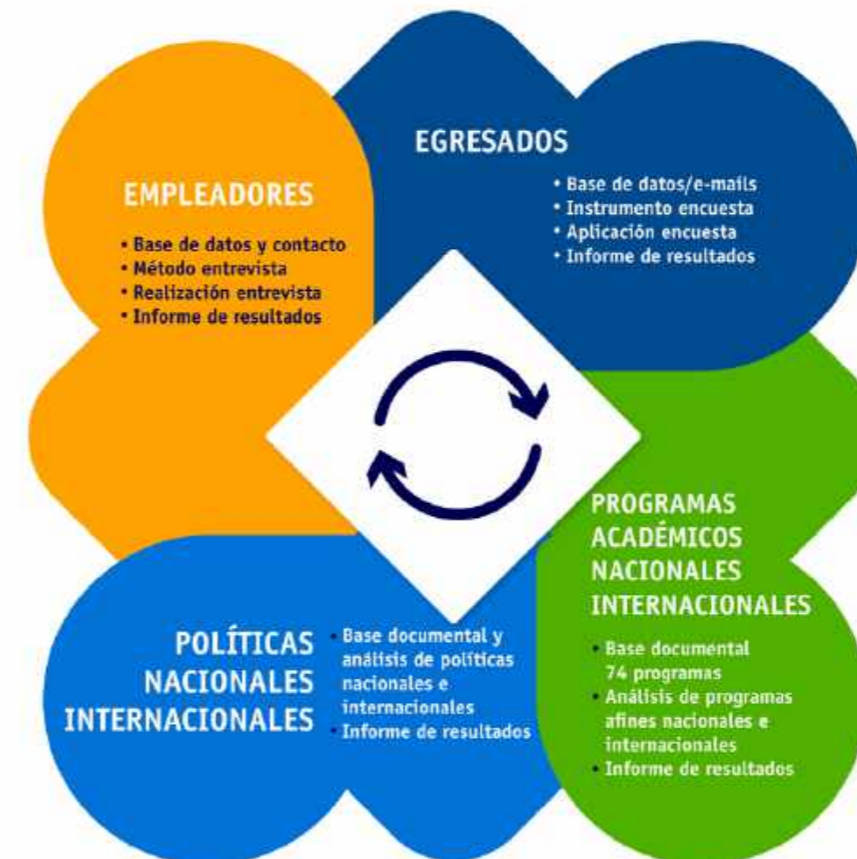 EMPLEADORES
• Base de datos y contacto
• Método entrevista
• Realización entrevista
• Informe de resultados
EGRESADOS
• Base de datos/e-mails
• Instrumento encuesta
• Aplicación encuesta
• Informe de resultados
PROGRAMAS
ACADÉMICOS
NACIONALES
INTERNACIONALES
• Base documental
74 programas
• Análisis de programas
afines nacionales e
internacionales
• Informe de resultados
POLÍTICAS
NACIONALES
INTERNACIONALES
• Base documental y
análisis de políticas
nacionales e
internacionales
• Informe de resultados